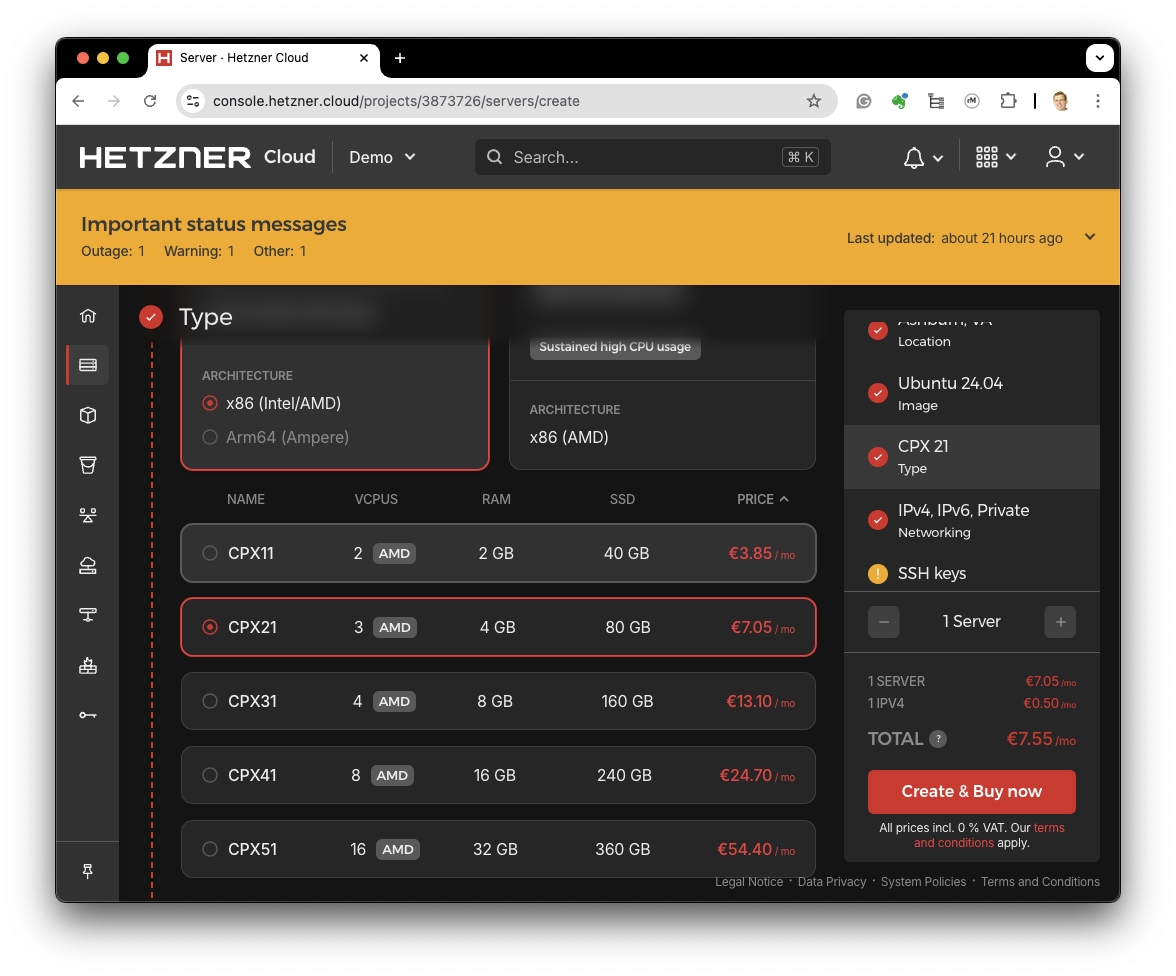 Server · Hetzner Cloud
console.hetzner.cloud/projects/3873726/servers/create
HETZNER Cloud
Demo
Search...
⌘ K
Important status messages
Outage: 1 Warning: 1 Other: 1
Last updated: about 21 hours ago
Type
Sustained high CPU usage
ARCHITECTURE
x86 (Intel/AMD)
Arm64 (Ampere)
ARCHITECTURE
x86 (AMD)
NAME VCPUS RAM SSD PRICE
CPX11 2 AMD 2 GB 40 GB €3.85 / mo
CPX21 3 AMD 4 GB 80 GB €7.05 / mo
CPX31 4 AMD 8 GB 160 GB €13.10 / mo
CPX41 8 AMD 16 GB 240 GB €24.70 / mo
CPX51 16 AMD 32 GB 360 GB €54.40 / mo
Ashburn, VA
Location
Ubuntu 24.04
Image
CPX 21
Type
IPv4, IPv6, Private
Networking
! SSH keys
− 1 Server +
1 SERVER €7.05 /mo
1 IPV4 €0.50 /mo
TOTAL ? €7.55 /mo
Create & Buy now
All prices incl. 0 % VAT. Our terms
and conditions apply.
Legal Notice · Data Privacy · System Policies · Terms and Conditions